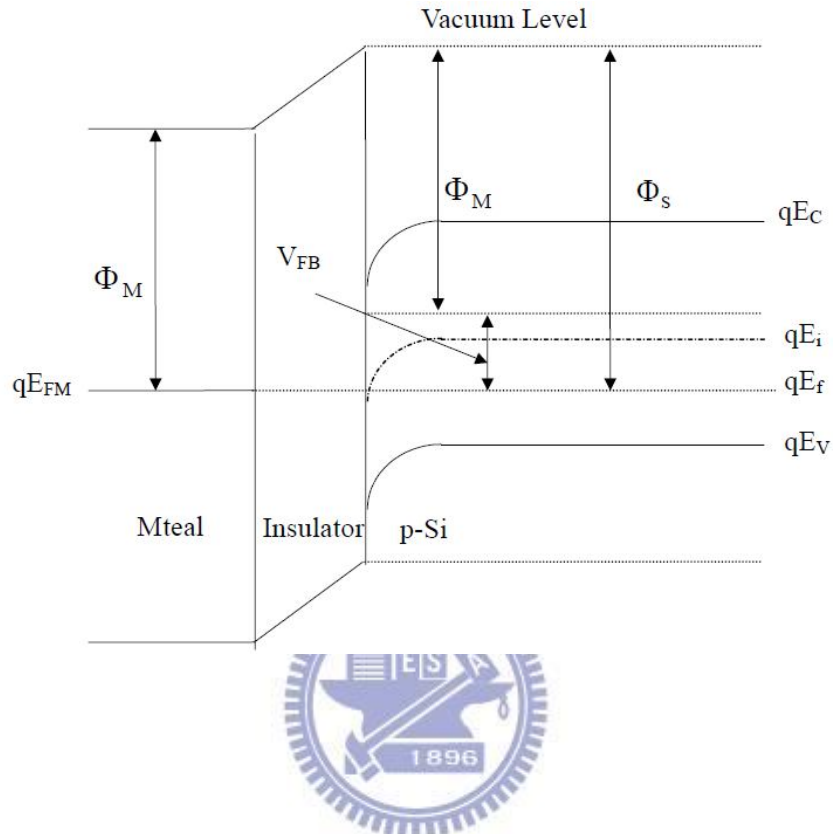 Vacuum Level
Φ_M
Φ_s
qE_C
V_FB
Φ_M
qE_i
qE_FM
qE_f
qE_V
Mteal
Insulator
p-Si
E S A
1896